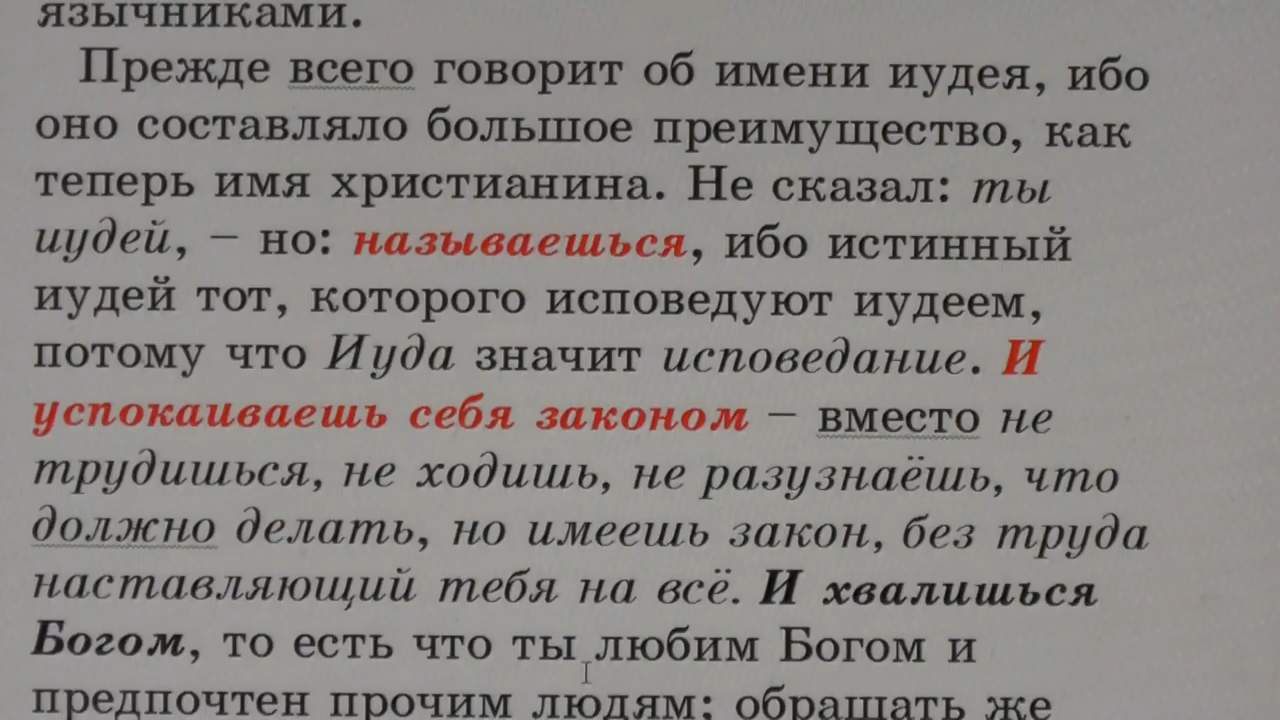 язычниками.
Прежде всего говорит об имени иудея, ибо
оно составляло большое преимущество, как
теперь имя христианина. Не сказал: ты
иудей, – но: называешься, ибо истинный
иудей тот, которого исповедуют иудеем,
потому что Иуда значит исповедание. И
успокаиваешь себя законом – вместо не
трудишься, не ходишь, не разузнаёшь, что
должно делать, но имеешь закон, без труда
наставляющий тебя на всё. И хвалишься
Богом, то есть что ты любим Богом и
предпочтен прочим людям; обращать же